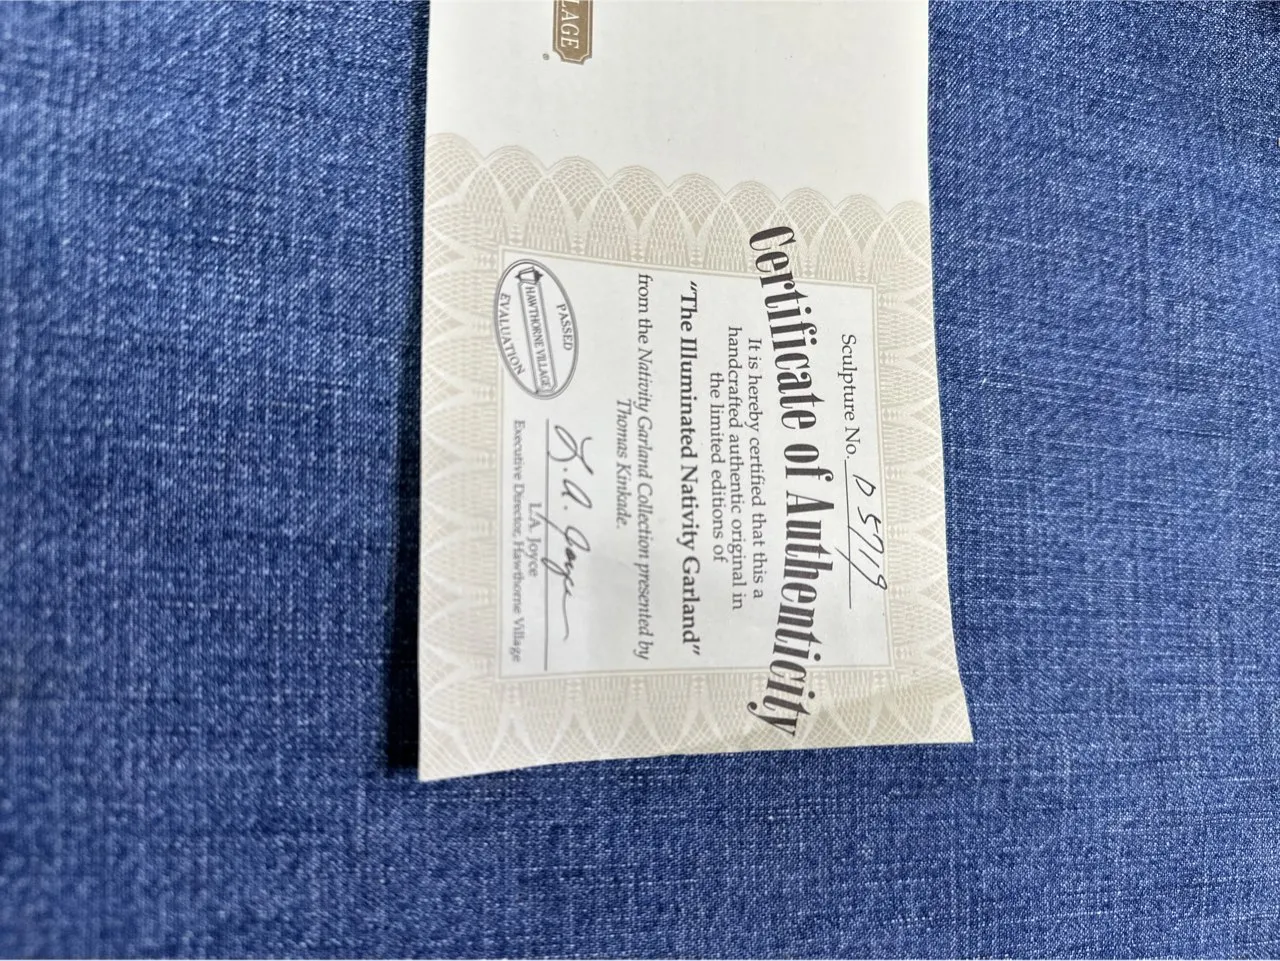 LAGE
®
Sculpture No. D 5719
Certificate of Authenticity
It is hereby certified that this a
handcrafted authentic original in
the limited editions of
“The Illuminated Nativity Garland”
from the Nativity Garland Collection presented by
Thomas Kinkade.
PASSED
HAWTHORNE VILLAGE
EVALUATION
L.A. Joyce
L.A. Joyce
Executive Director, Hawthorne Village